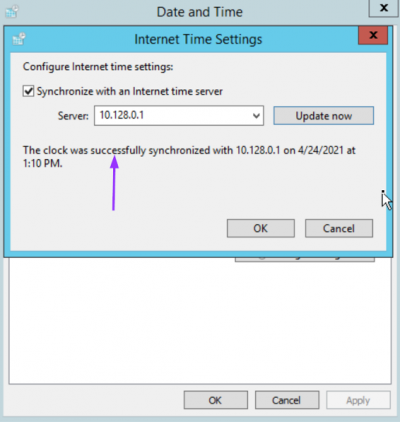 Date and Time
x
Internet Time Settings
x
Configure Internet time settings:
Synchronize with an Internet time server
Server: 10.128.0.1 Update now
The clock was successfully synchronized with 10.128.0.1 on 4/24/2021 at
1:10 PM.
OK Cancel
OK Cancel Apply